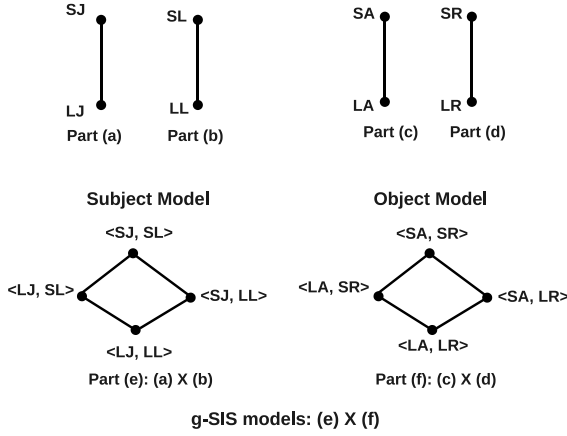 SJ
SL
SA
SR
LJ
LL
LA
LR
Part (a)
Part (b)
Part (c)
Part (d)
Subject Model
Object Model
<SJ, SL>
<SA, SR>
<LJ, SL>
<SJ, LL>
<LA, SR>
<SA, LR>
<LJ, LL>
<LA, LR>
Part (e): (a) X (b)
Part (f): (c) X (d)
g-SIS models: (e) X (f)